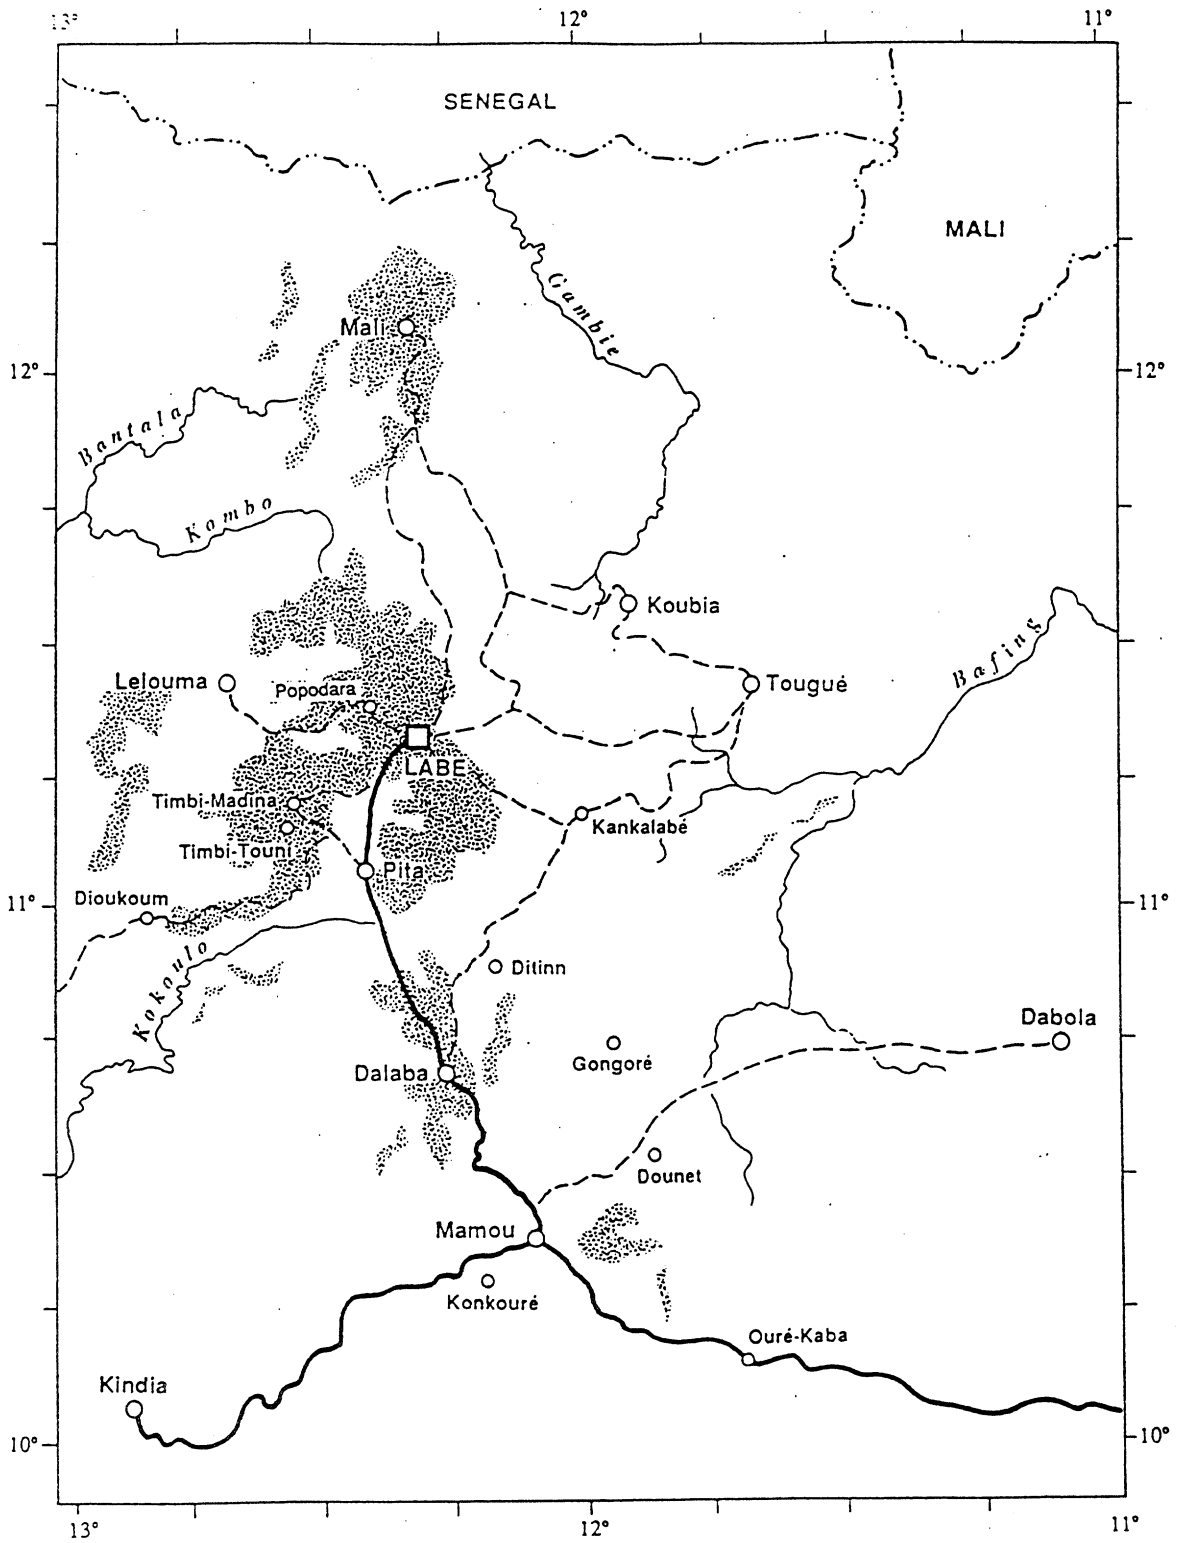 13°
12°
11°
SENEGAL
MALI
Gambie
Mali
12°
12°
Bantala
Kombo
Koubia
Bafing
Lelouma
Popodara
Tougué
LABE
Timbi-Madina
Kankalabé
Timbi-Touni
Pita
Dioukoum
11°
11°
Kokoulo
Ditinn
Dabola
Gongoré
Dalaba
Dounet
Mamou
Konkouré
Ouré-Kaba
Kindia
10°
10°
13°
12°
11°